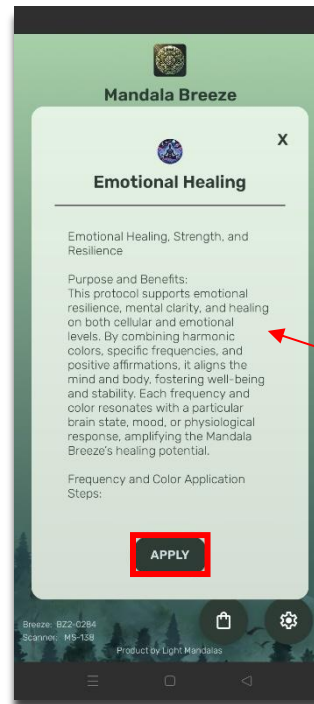 Mandala Breeze
X
Emotional Healing
Emotional Healing, Strength, and
Resilience
Purpose and Benefits:
This protocol supports emotional
resilience, mental clarity, and healing
on both cellular and emotional
levels. By combining harmonic
colors, specific frequencies, and
positive affirmations, it aligns the
mind and body, fostering well-being
and stability. Each frequency and
color resonates with a particular
brain state, mood, or physiological
response, amplifying the Mandala
Breeze's healing potential.
Frequency and Color Application
Steps:
APPLY
Breeze: BZ2-0284
Scanner: MS-138
Product by Light Mandalas